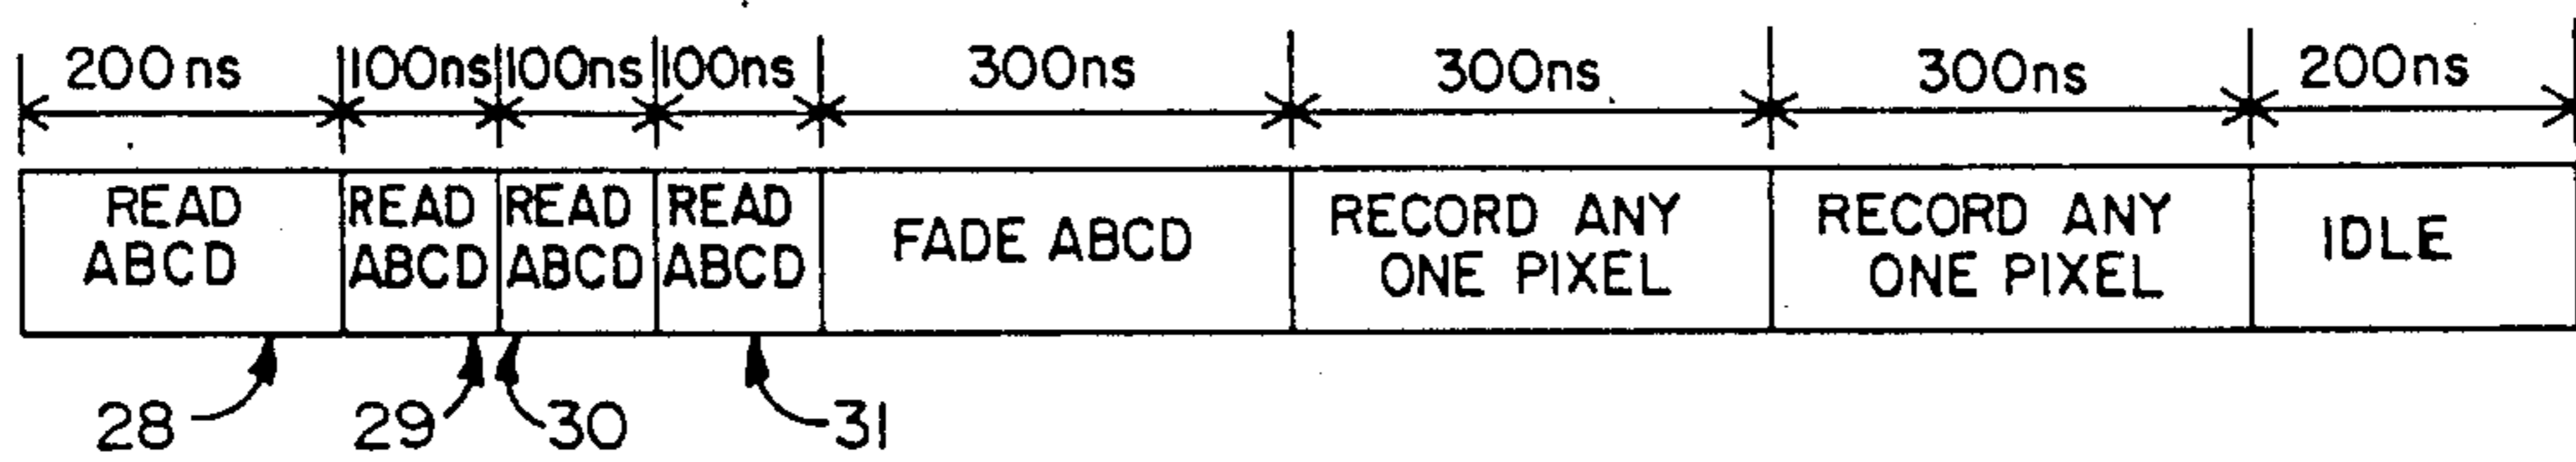 200ns 100ns 100ns 100ns 300ns 300ns 300ns 200ns
READ ABCD
READ ABCD
READ ABCD
READ ABCD
FADE ABCD
RECORD ANY
ONE PIXEL
RECORD ANY
ONE PIXEL
IDLE
28 29 30 31